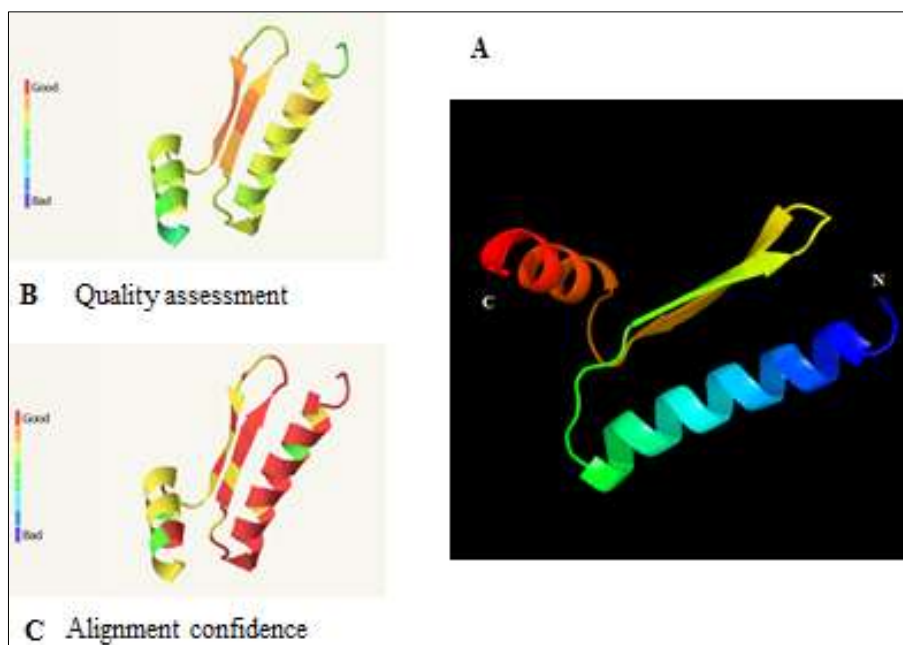 A
Good
Bad
B Quality assessment
N
C
Good
Bad
C Alignment confidence